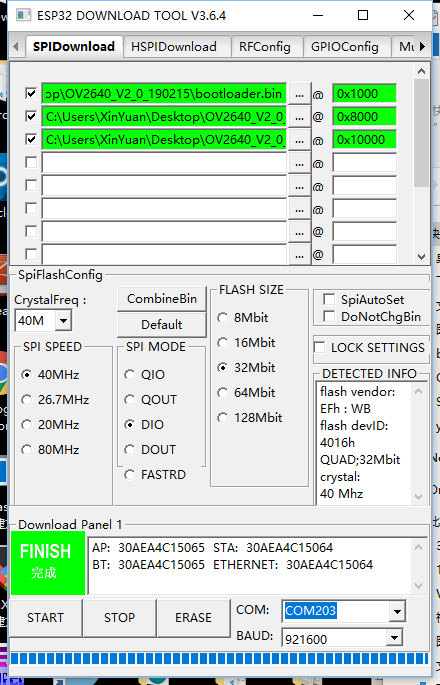 ESP32 DOWNLOAD TOOL V3.6.4
SPIDownload HSPIDownload RFConfig GPIOConfig Mu
op\OV2640_V2_0_190215\bootloader.bin ... @ 0x1000
C:\Users\XinYuan\Desktop\OV2640_V2_0_ ... @ 0x8000
C:\Users\XinYuan\Desktop\OV2640_V2_0_ ... @ 0x10000
... @
... @
... @
... @
... @
SpiFlashConfig
CrystalFreq :
40M
CombineBin
Default
SPI SPEED
40MHz
26.7MHz
20MHz
80MHz
SPI MODE
QIO
QOUT
DIO
DOUT
FASTRD
FLASH SIZE
8Mbit
16Mbit
32Mbit
64Mbit
128Mbit
SpiAutoSet
DoNotChgBin
LOCK SETTINGS
DETECTED INFO
flash vendor:
EFh : WB
flash devID:
4016h
QUAD;32Mbit
crystal:
40 Mhz
Download Panel 1
FINISH
完成
AP: 30AEA4C15065 STA: 30AEA4C15064
BT: 30AEA4C15065 ETHERNET: 30AEA4C15064
START STOP ERASE
COM: COM203
BAUD: 921600